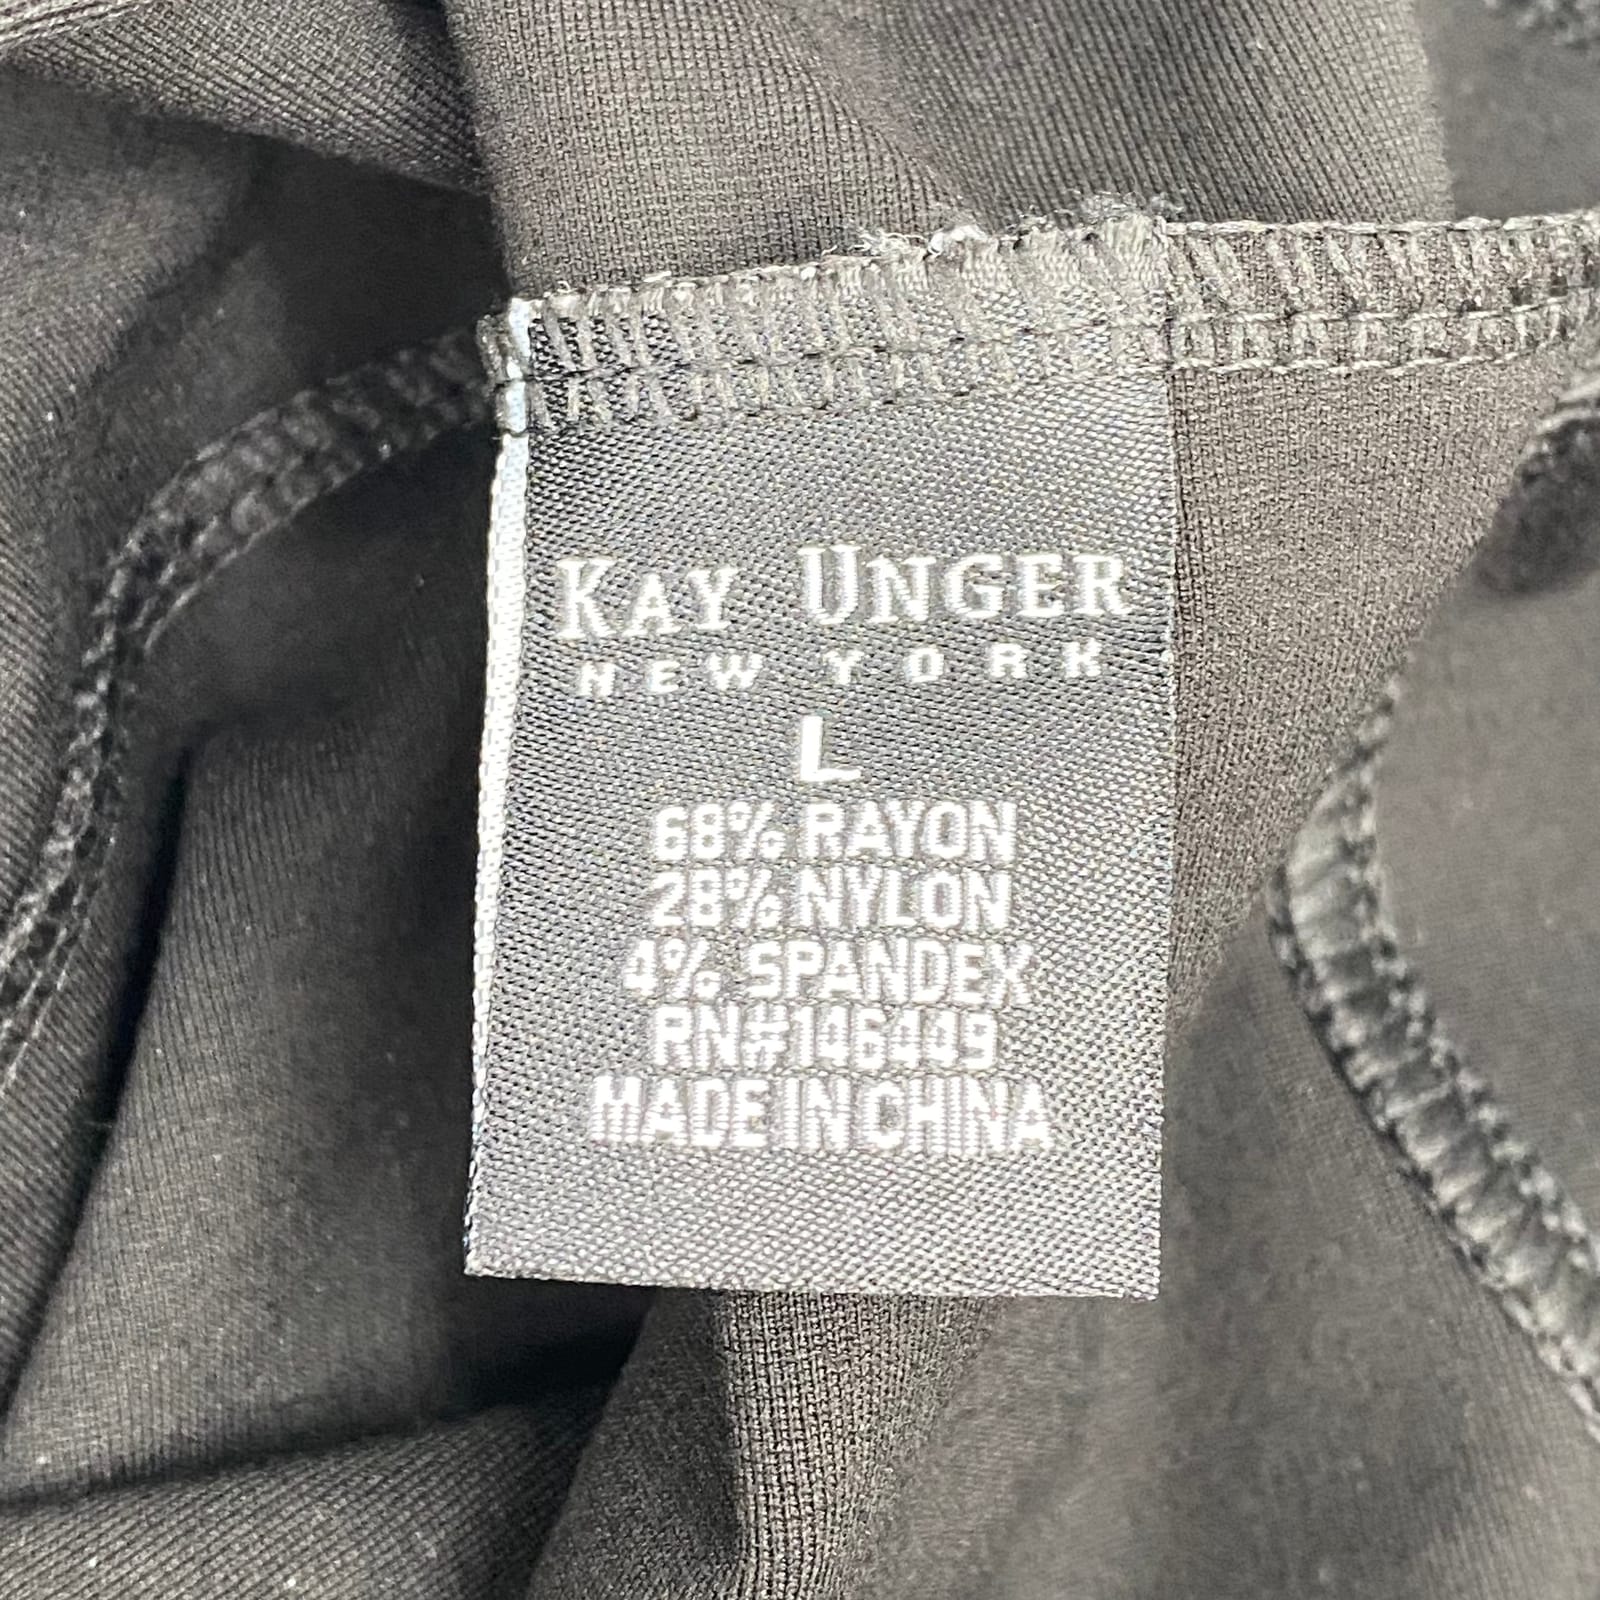 KAY UNGER
NEW YORK
L
68% RAYON
28% NYLON
4% SPANDEX
RN#146449
MADE IN CHINA